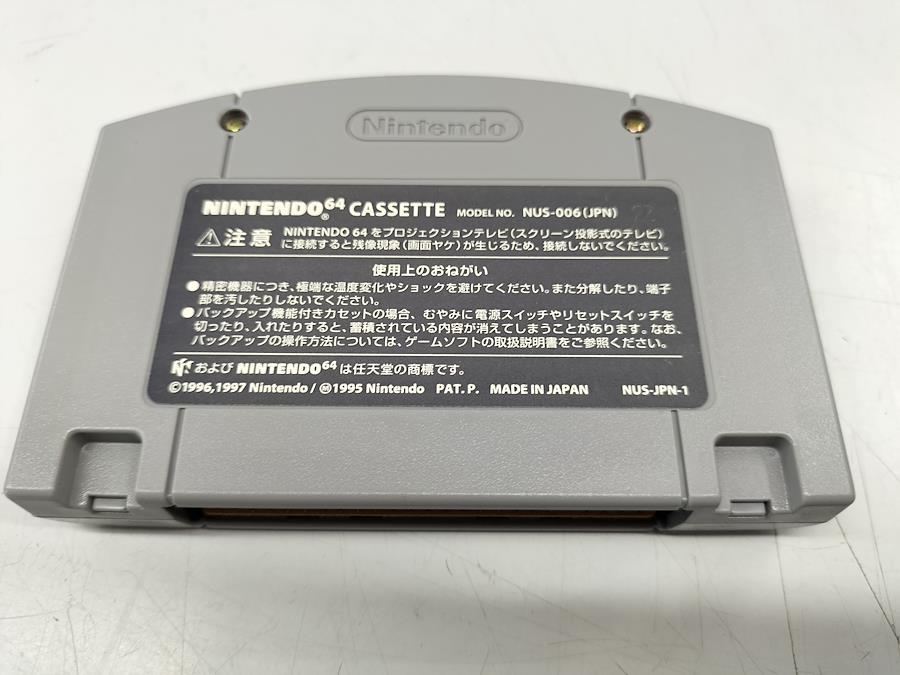 Nintendo
NINTENDO64® CASSETTE MODEL NO. NUS-006(JPN) 22
⚠注意 NINTENDO 64をプロジェクションテレビ(スクリーン投影式のテレビ)
に接続すると残像現象(画面ヤケ)が生じるため、接続しないでください。
使用上のおねがい
●精密機器につき、極端な温度変化やショックを避けてください。また分解したり、端子
部を汚したりしないでください。
●バックアップ機能付きカセットの場合、むやみに電源スイッチやリセットスイッチを
切ったり、入れたりすると、蓄積されている内容が消えてしまうことがあります。なお、
バックアップの操作方法については、ゲームソフトの取扱説明書をご参照ください。
および NINTENDO64は任天堂の商標です。
©1996,1997 Nintendo/Ⓜ1995 Nintendo PAT. P. MADE IN JAPAN NUS-JPN-1